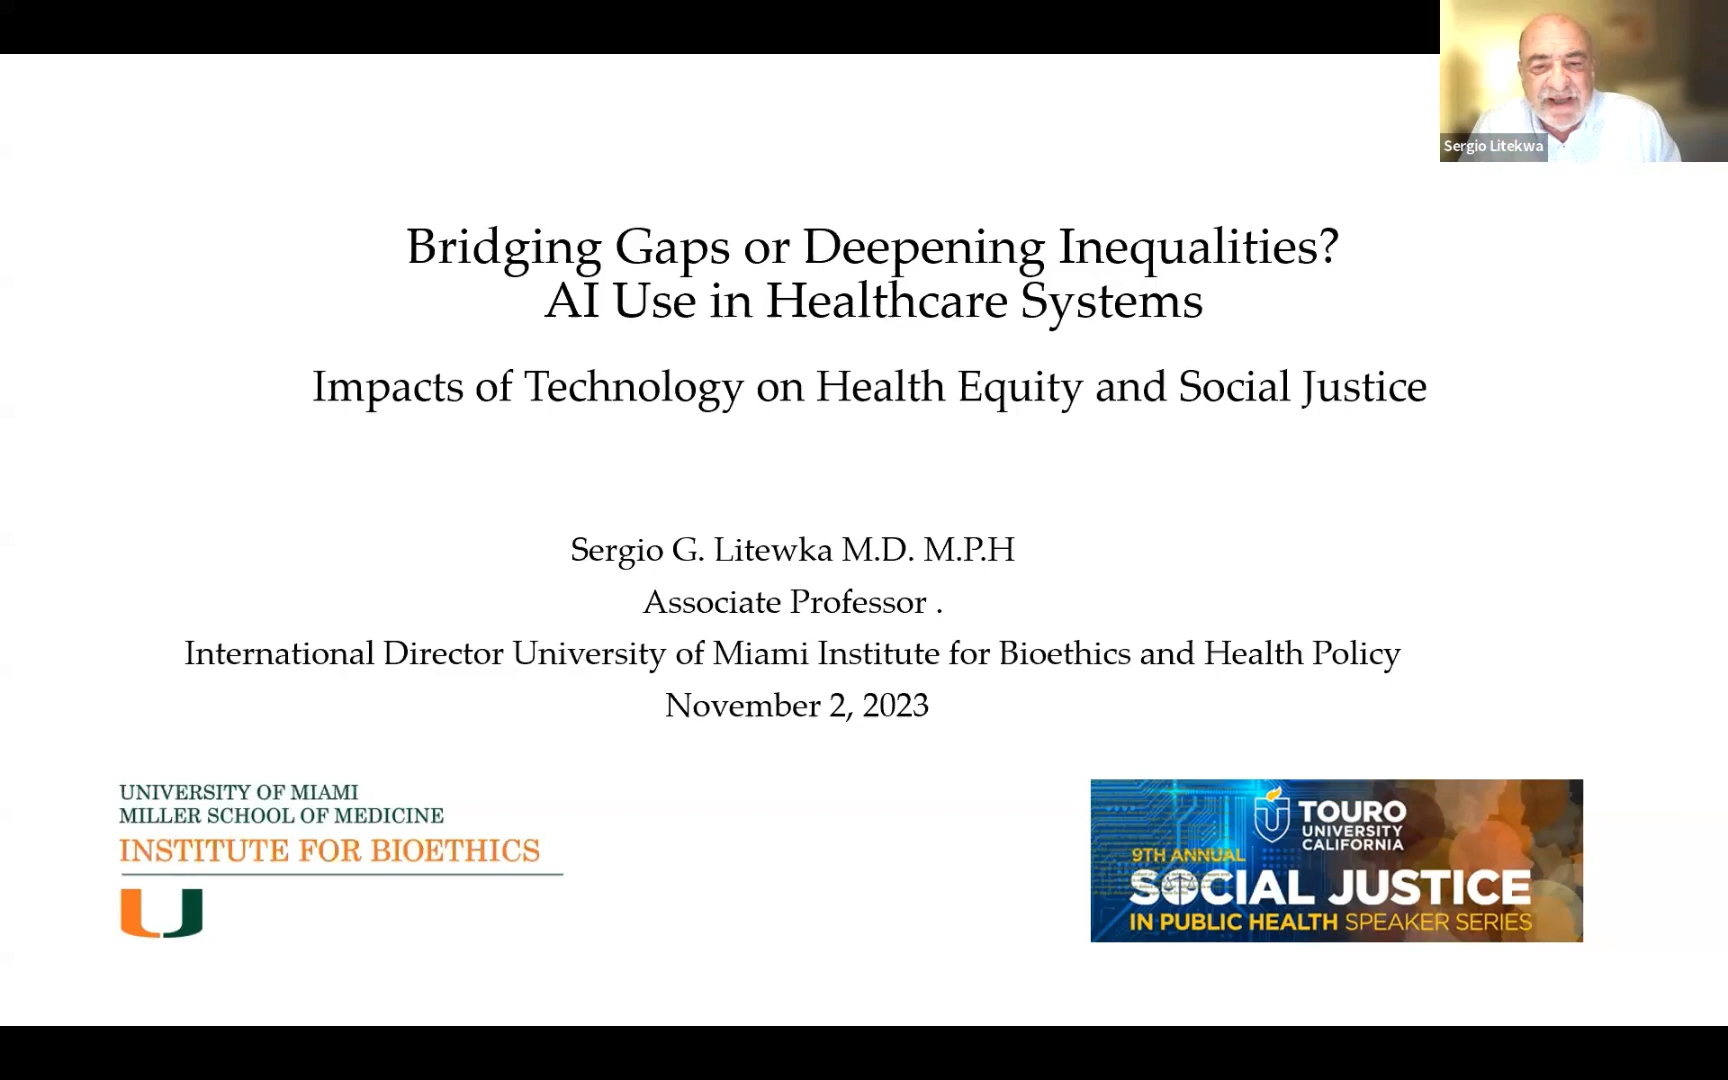 Sergio Litekwa
Bridging Gaps or Deepening Inequalities?
AI Use in Healthcare Systems
Impacts of Technology on Health Equity and Social Justice
Sergio G. Litewka M.D. M.P.H
Associate Professor .
International Director University of Miami Institute for Bioethics and Health Policy
November 2, 2023
UNIVERSITY OF MIAMI
MILLER SCHOOL OF MEDICINE
INSTITUTE FOR BIOETHICS
TOURO
UNIVERSITY
CALIFORNIA
9TH ANNUAL
SOCIAL JUSTICE
IN PUBLIC HEALTH SPEAKER SERIES